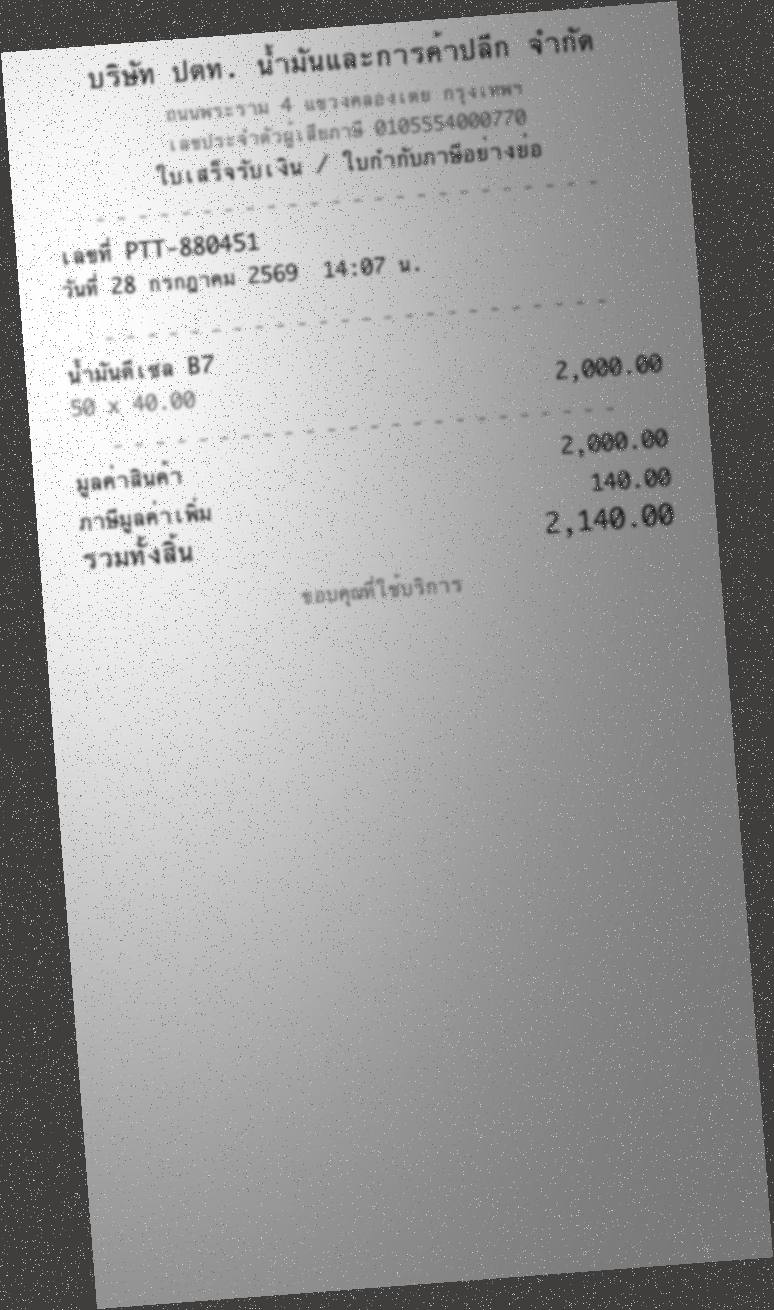 บริษัท ปตท. น้ำมันและการค้าปลีก จำกัด
ถนนพระราม 4 แขวงคลองเตย กรุงเทพฯ
เลขประจำตัวผู้เสียภาษี 0105554000770
ใบเสร็จรับเงิน / ใบกำกับภาษีอย่างย่อ
เลขที่ PTT-880451
วันที่ 28 กรกฎาคม 2569 14:07 น.
น้ำมันดีเซล B7 2,000.00
50 x 40.00
มูลค่าสินค้า 2,000.00
ภาษีมูลค่าเพิ่ม 140.00
รวมทั้งสิ้น 2,140.00
ขอบคุณที่ใช้บริการ